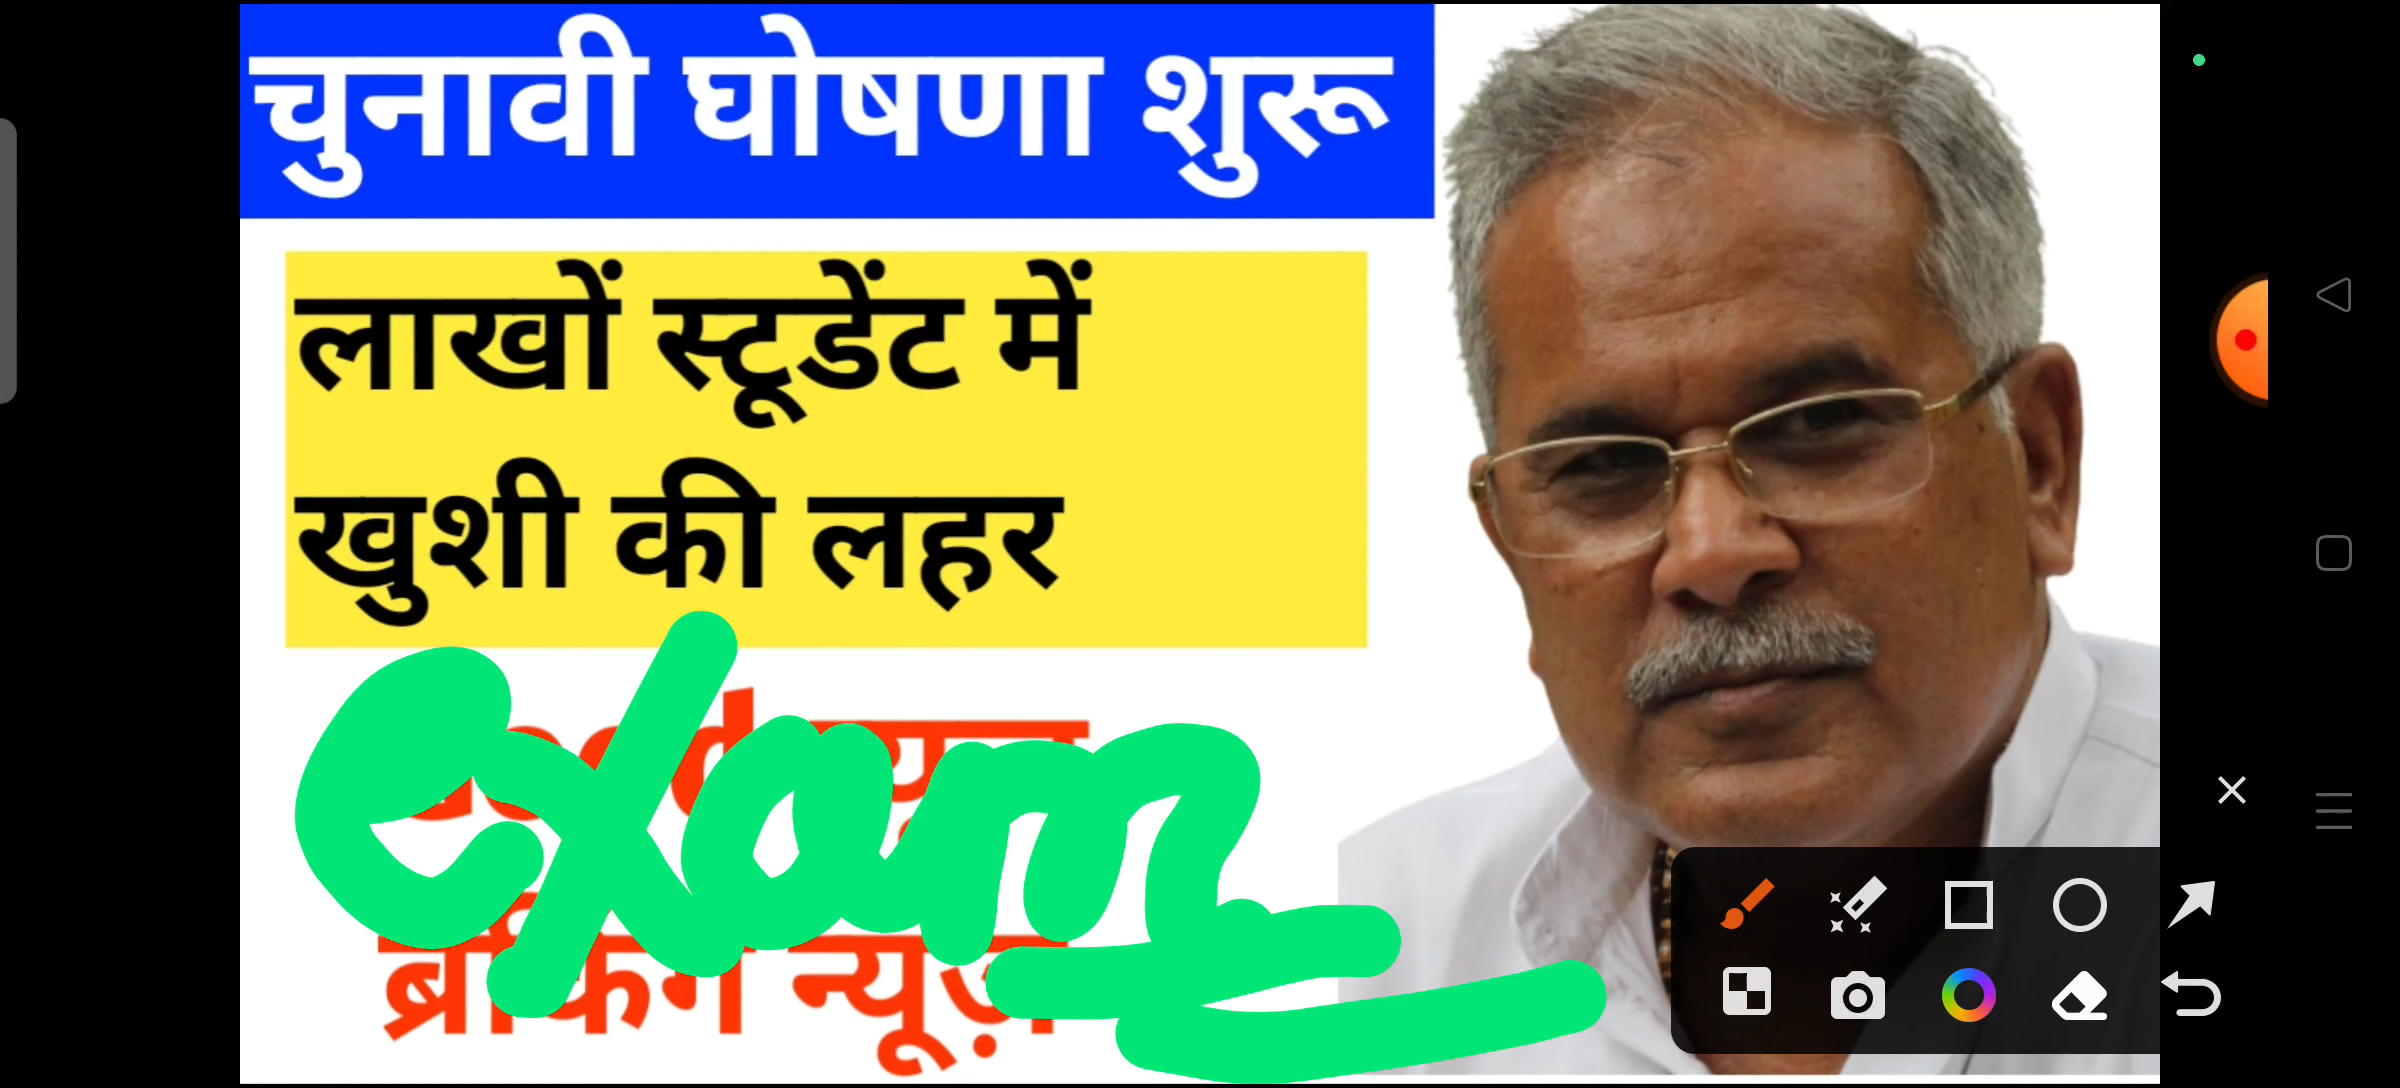 चुनावी घोषणा शुरू
लाखों स्टूडेंट में
खुशी की लहर
exam
ब्रेकिंग न्यूज़